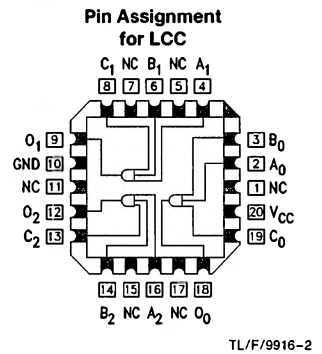 Pin Assignment
for LCC
C1 NC B1 NC A1
8 7 6 5 4
O1 9
GND 10
NC 11
O2 12
C2 13
3 B0
2 A0
1 NC
20 VCC
19 C0
14 15 16 17 18
B2 NC A2 NC O0
TL/F/9916-2